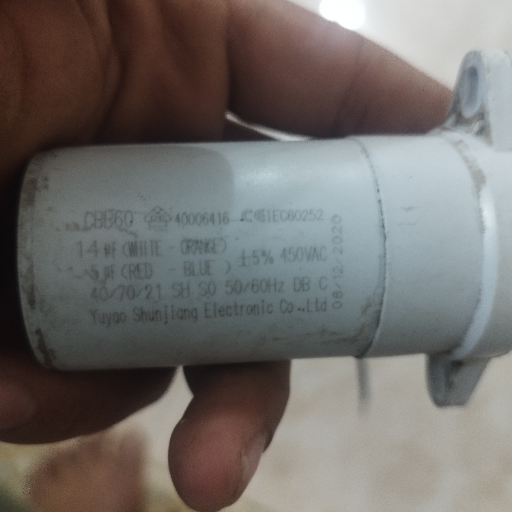 CBB60 40006416 IEC60252
14 µF (WHITE - ORANGE) ±5% 450VAC
5 µF (RED - BLUE)
40/70/21 SH S0 50/60Hz DB C
Yuyao Shunjiang Electronic Co.,Ltd
08/12/2020